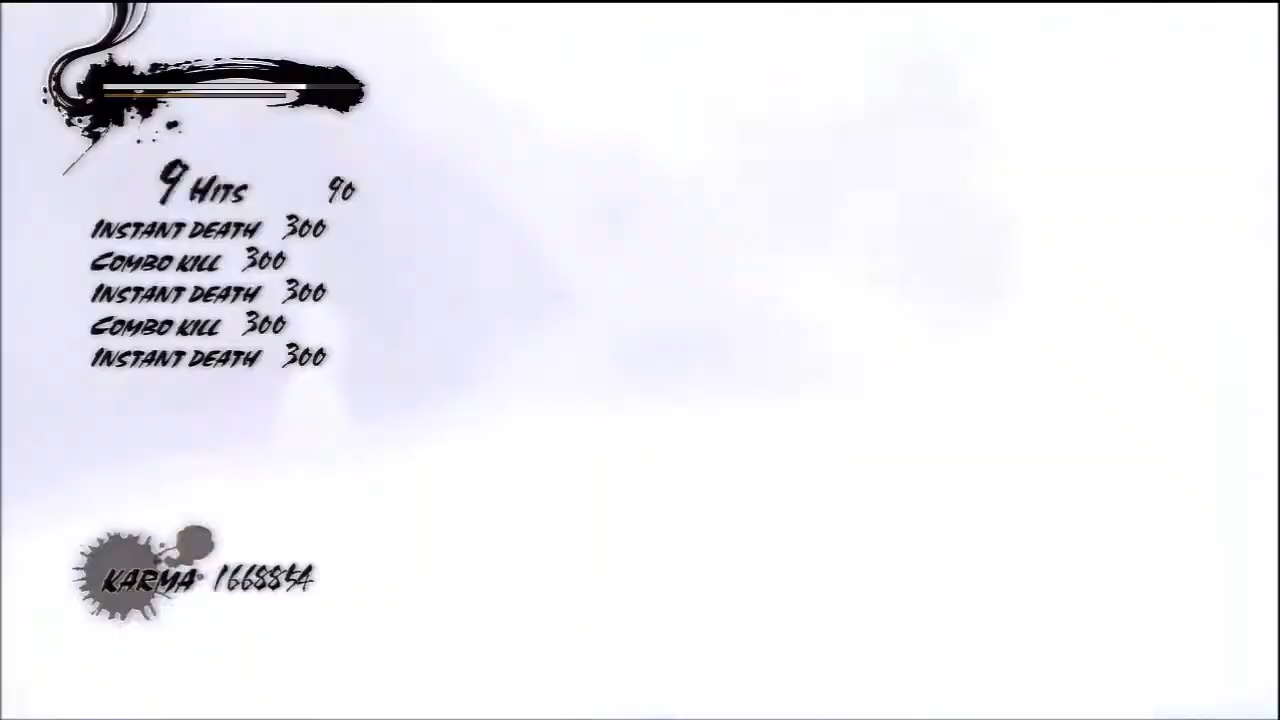 9 HITS 90
INSTANT DEATH 300
COMBO KILL 300
INSTANT DEATH 300
COMBO KILL 300
INSTANT DEATH 300
KARMA 1668854